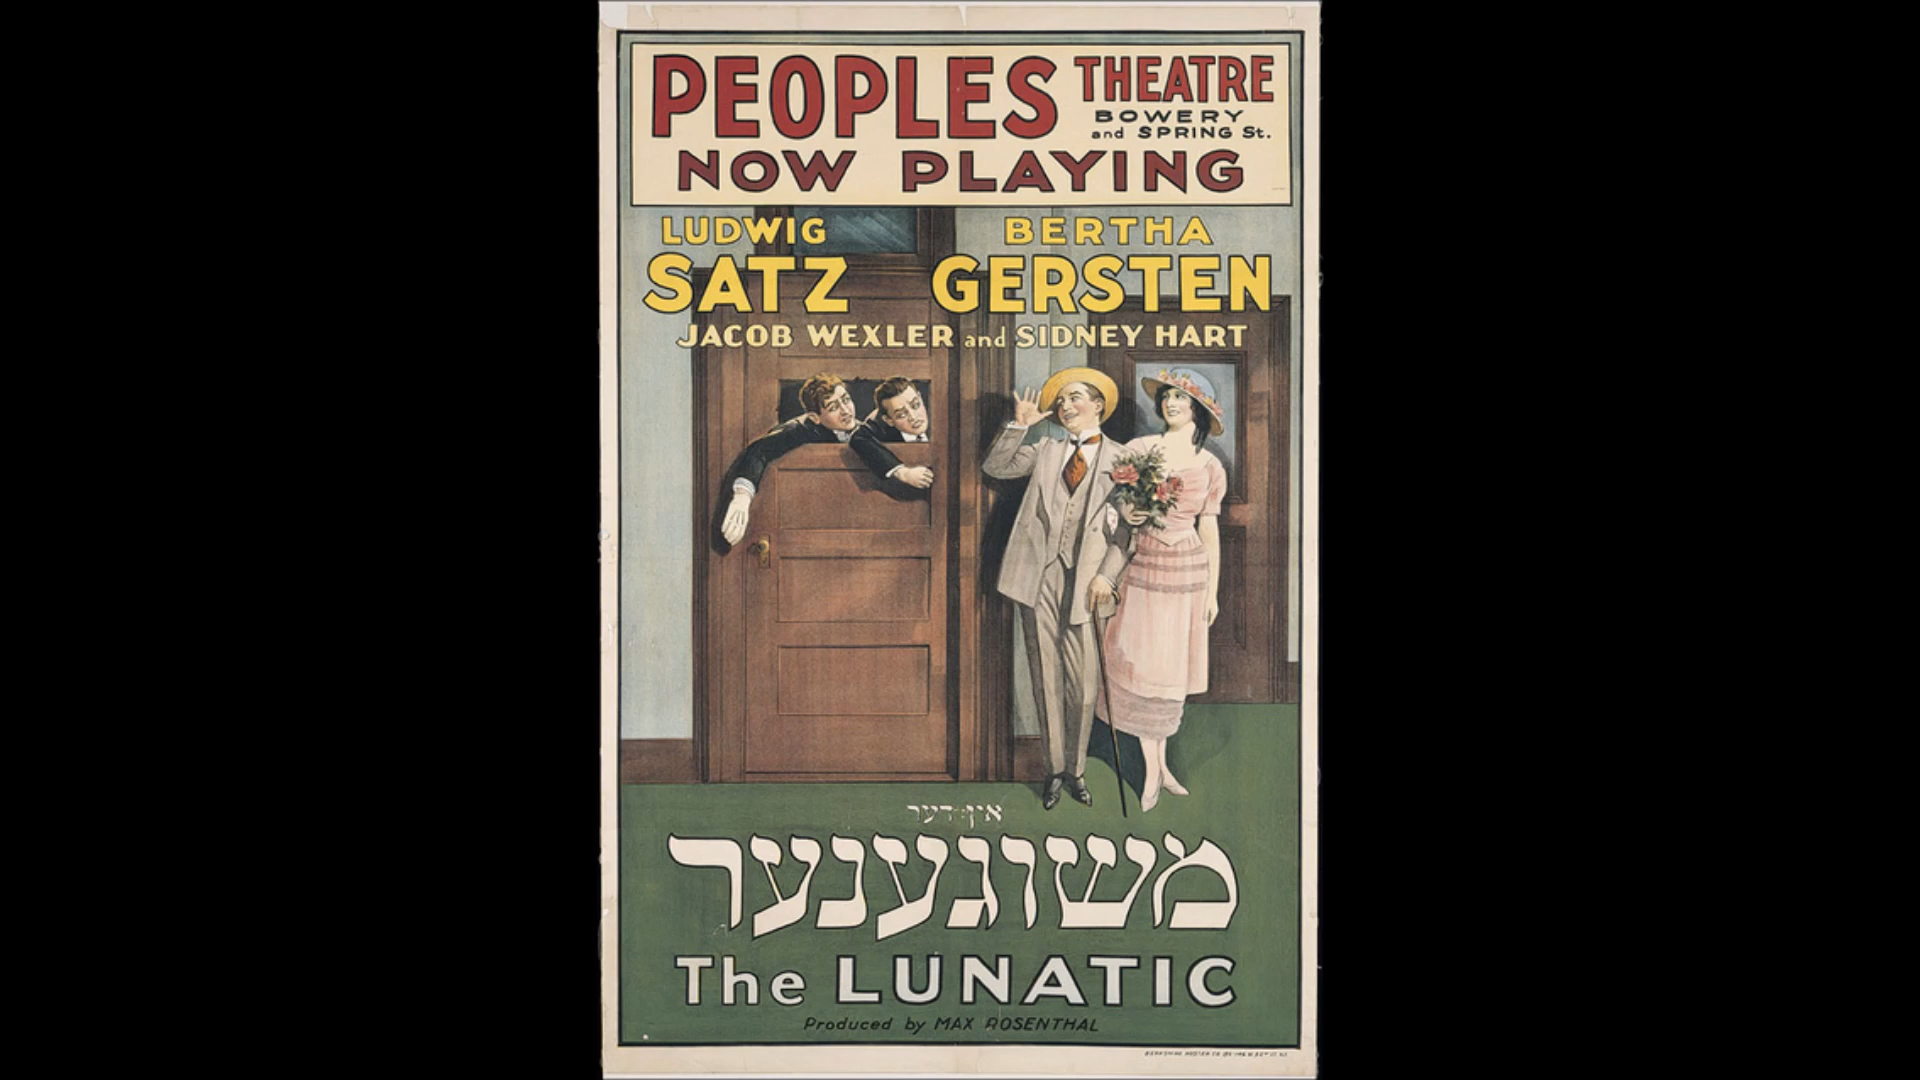 PEOPLES THEATRE
BOWERY
and SPRING St.
NOW PLAYING
LUDWIG BERTHA
SATZ GERSTEN
JACOB WEXLER and SIDNEY HART
אין דער
משוגענער
The LUNATIC
Produced by MAX ROSENTHAL